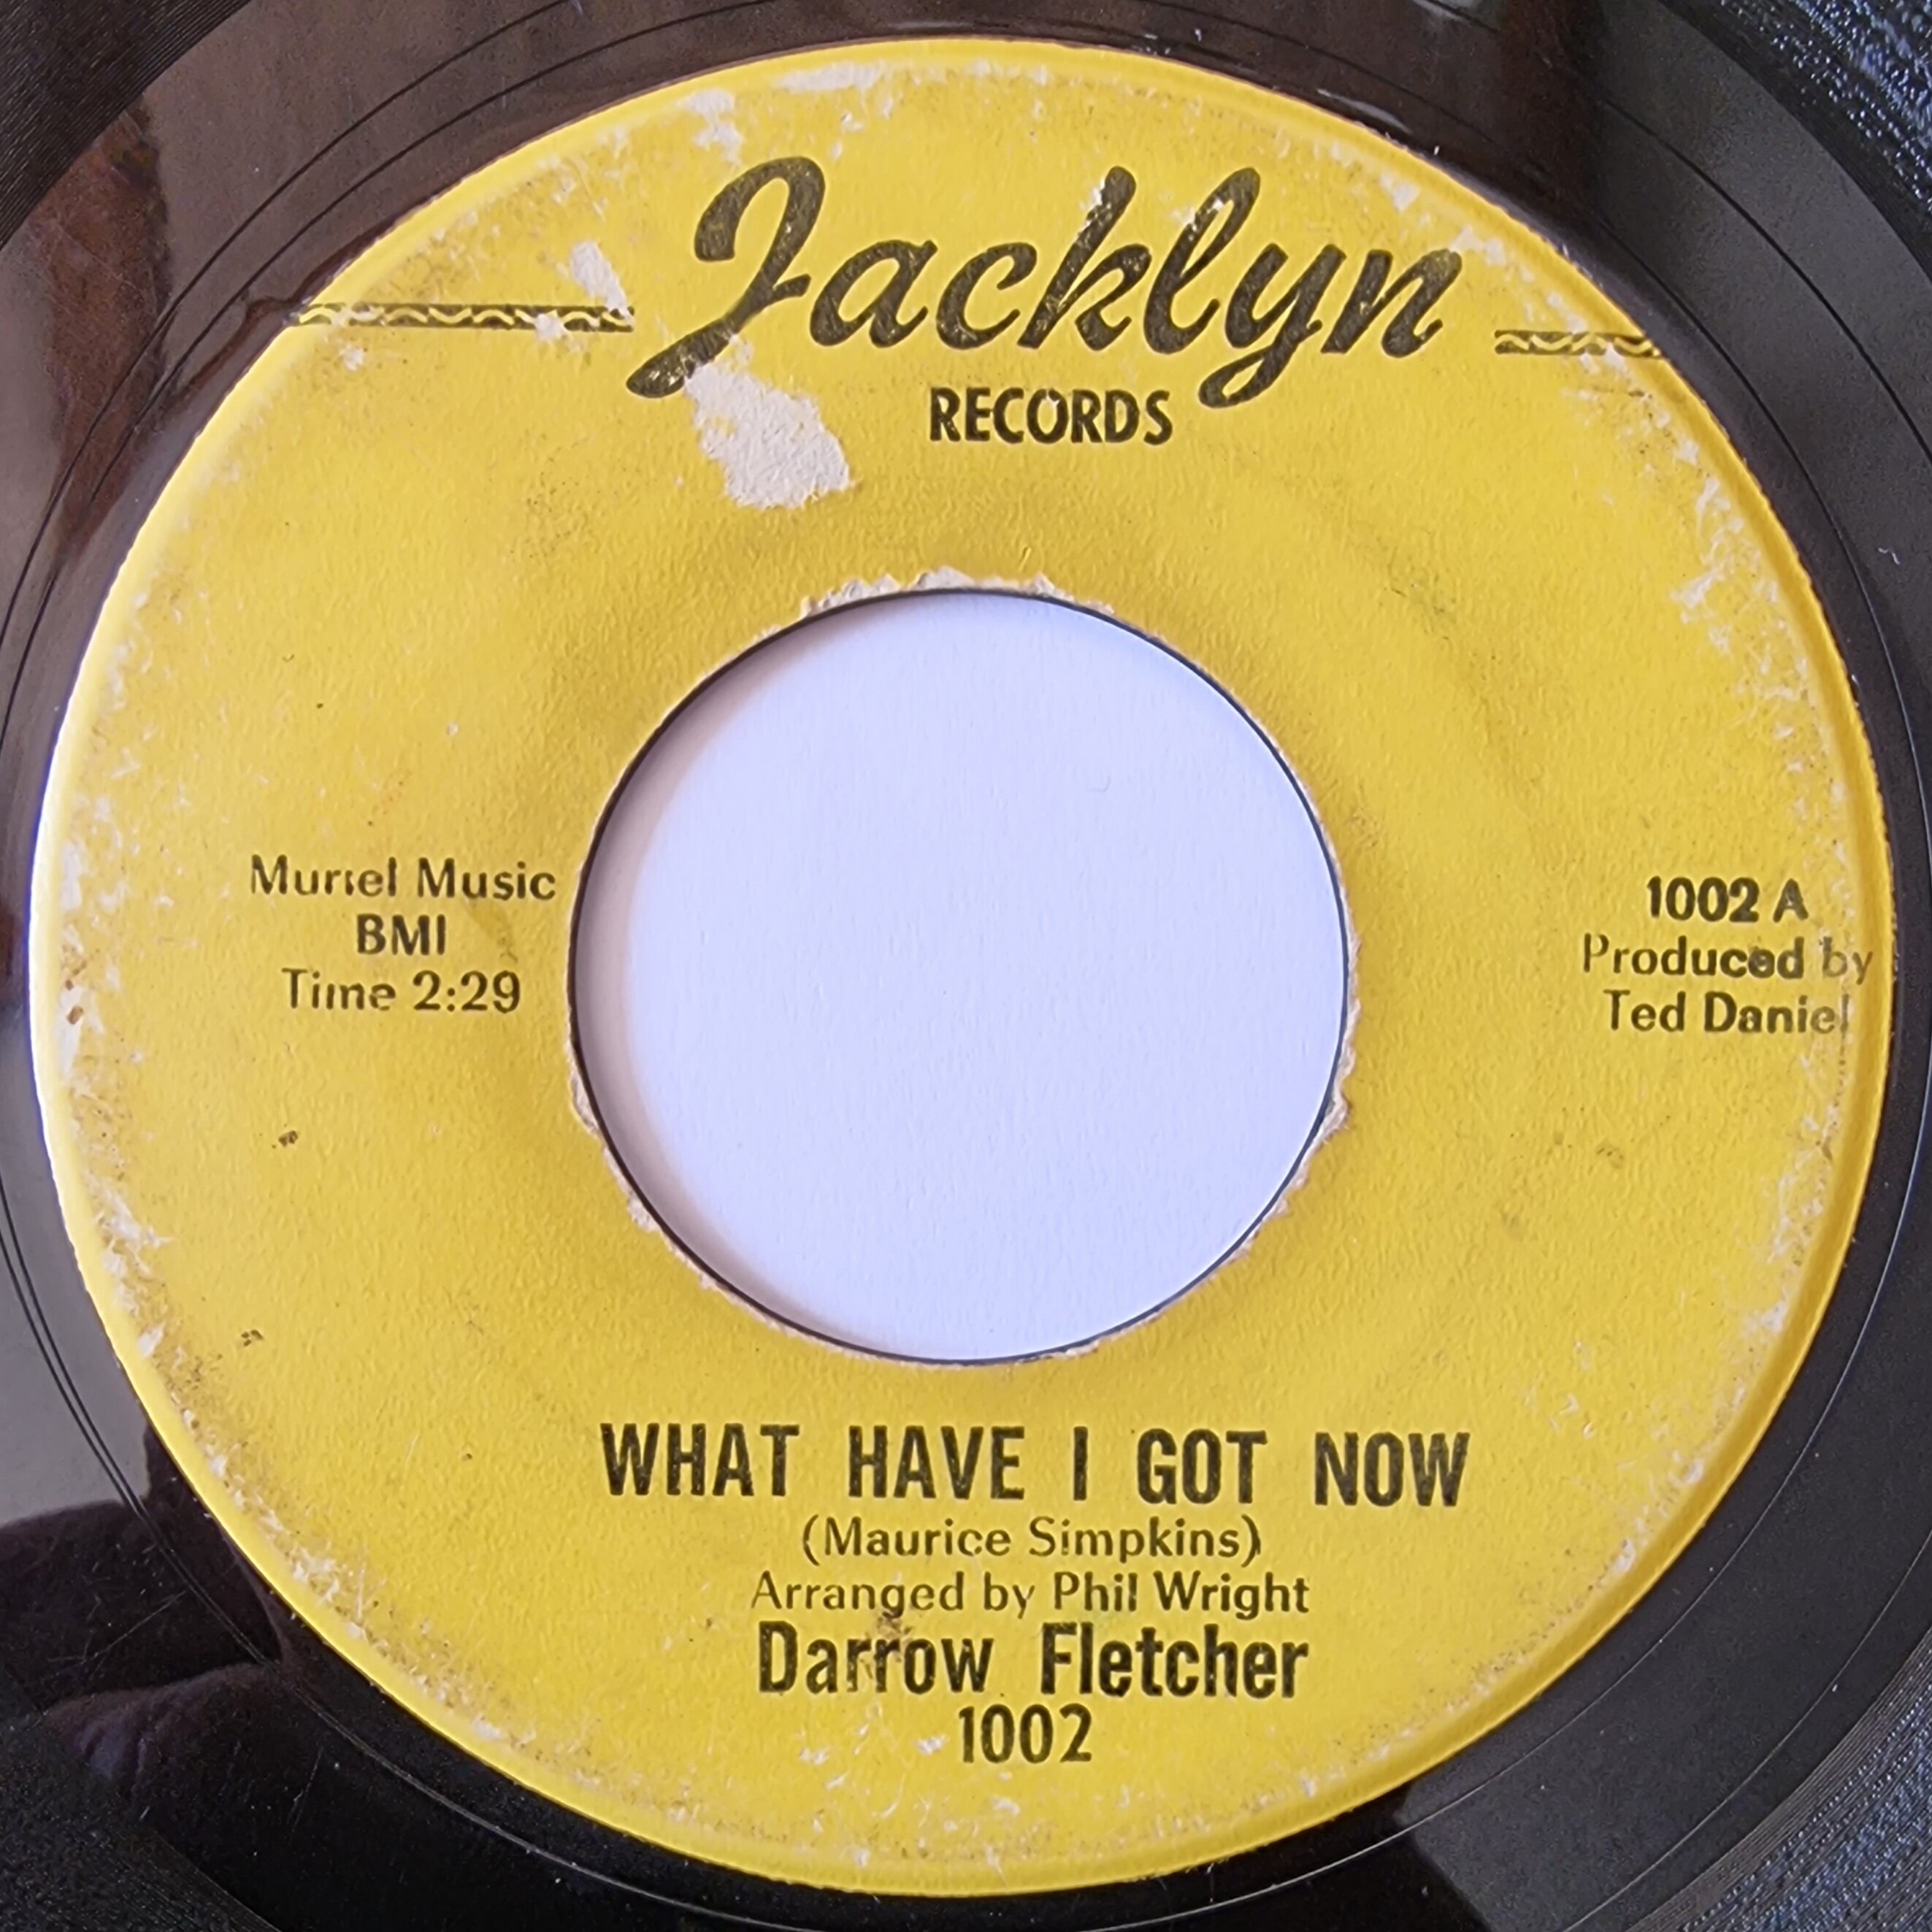 Jacklyn
RECORDS
Muriel Music
BMI
Time 2:29
1002 A
Produced by
Ted Daniel
WHAT HAVE I GOT NOW
(Maurice Simpkins)
Arranged by Phil Wright
Darrow Fletcher
1002